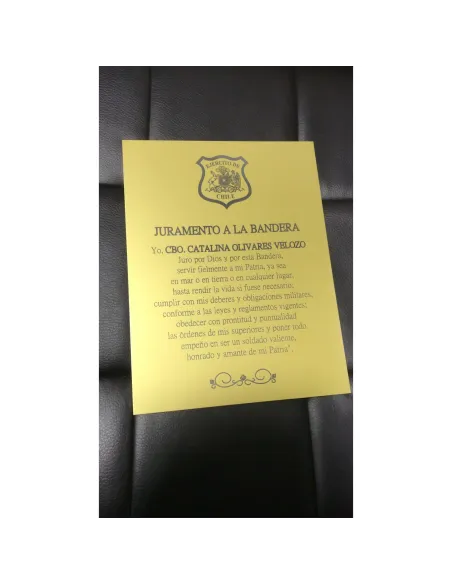 EJERCITO DE
CHILE
JURAMENTO A LA BANDERA
Yo, CBO. CATALINA OLIVARES VELOZO
Juro por Dios y por esta Bandera,
servir fielmente a mi Patria, ya sea
en mar o en tierra o en cualquier lugar,
hasta rendir la vida si fuese necesario;
cumplir con mis deberes y obligaciones militares,
conforme a las leyes y reglamentos vigentes;
obedecer con prontitud y puntualidad
las órdenes de mis superiores y poner todo
empeño en ser un soldado valiente,
honrado y amante de mi Patria".